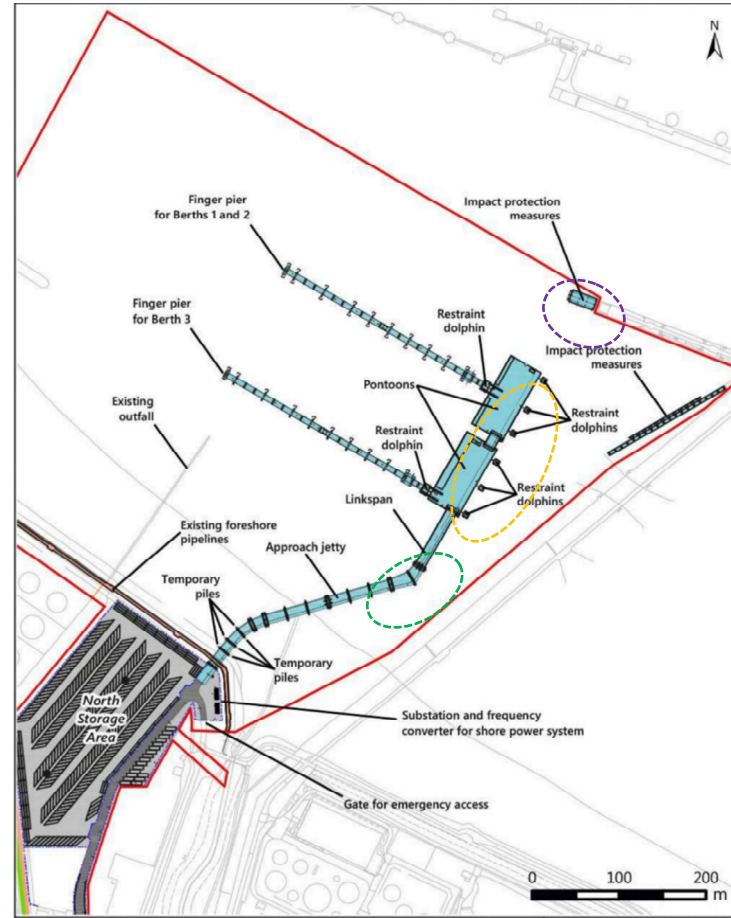 N
Finger pier
for Berths 1 and 2
Impact protection
measures
Finger pier
for Berth 3
Restraint
dolphin
Impact protection
measures
Pontoons
Existing
outfall
Restraint
dolphin
Restraint
dolphins
Linkspan
Restraint
dolphins
Existing foreshore
pipelines
Approach jetty
Temporary
piles
Temporary
piles
North
Storage
Area
Substation and frequency
converter for shore power system
Gate for emergency access
0 100 200
m